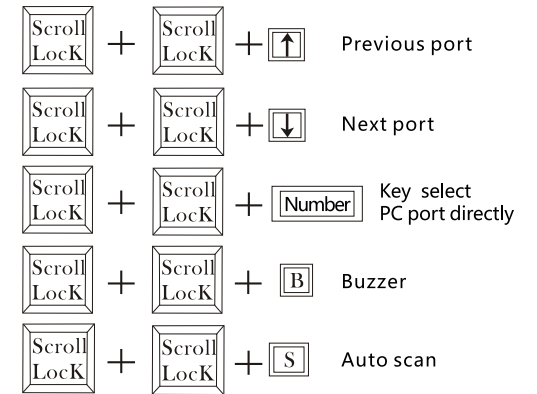 Scroll LocK + Scroll LocK + ↑ Previous port
Scroll LocK + Scroll LocK + ↓ Next port
Scroll LocK + Scroll LocK + Number Key select PC port directly
Scroll LocK + Scroll LocK + B Buzzer
Scroll LocK + Scroll LocK + S Auto scan